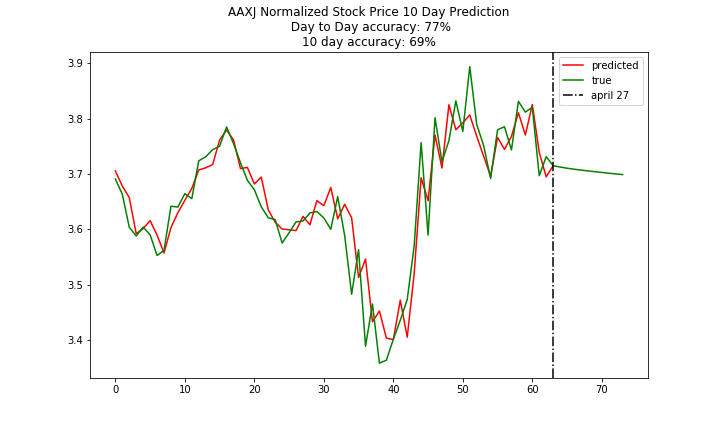 AAXJ Normalized Stock Price 10 Day Prediction
Day to Day accuracy: 77%
10 day accuracy: 69%
predicted
true
april 27
3.9
3.8
3.7
3.6
3.5
3.4
0 10 20 30 40 50 60 70